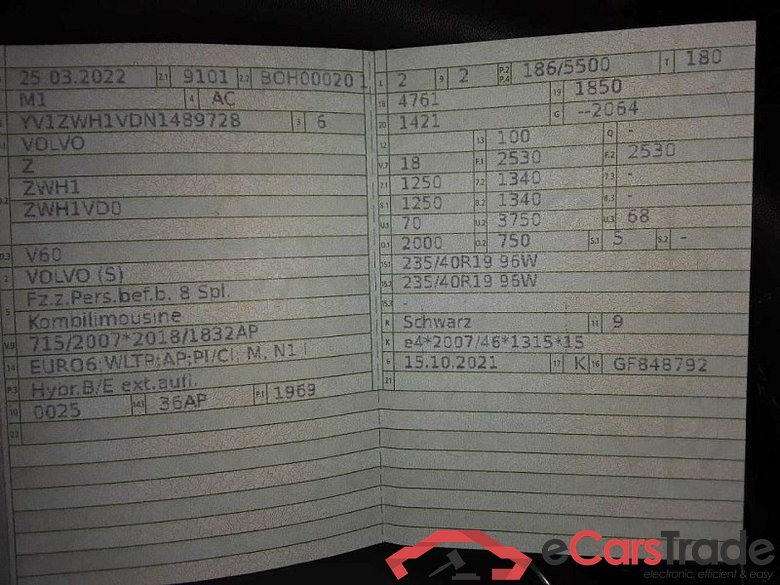 25 03.2022 2.1 9101 2.2 BOH00020 1
M1 4 AC
YV1ZWH1VDN1489728 3 6
VOLVO
Z
ZWH1
ZWH1VD0
D.3 V60
2 VOLVO (S)
5 Fz.z.Pers.bef.b. 8 Spl.
Kombilimousine
V.9 715/2007*2018/1832AP
14 EURO6;WLTP;AP;PI/CI; M, N1 I
P.3 Hybr.B/E ext.aufl.
10 0025 14.1 36AP P.1 1969
22
L 2 9 2 P.2 P.4 186/5500 T 180
18 4761 19 1850
20 1421 G --2064
12 13 100 Q -
V.7 18 F.1 2530 F.2 2530
7.1 1250 7.2 1340 7.3 -
8.1 1250 8.2 1340 8.3 -
U.1 70 U.2 3750 U.3 68
O.1 2000 O.2 750 S.1 5 S.2 -
15.1 235/40R19 96W
15.2 235/40R19 96W
15.3 -
R Schwarz 11 9
K e4*2007/46*1315*15
6 15.10.2021 17 K 16 GF848792
21
eCarsTrade
electronic, efficient & easy